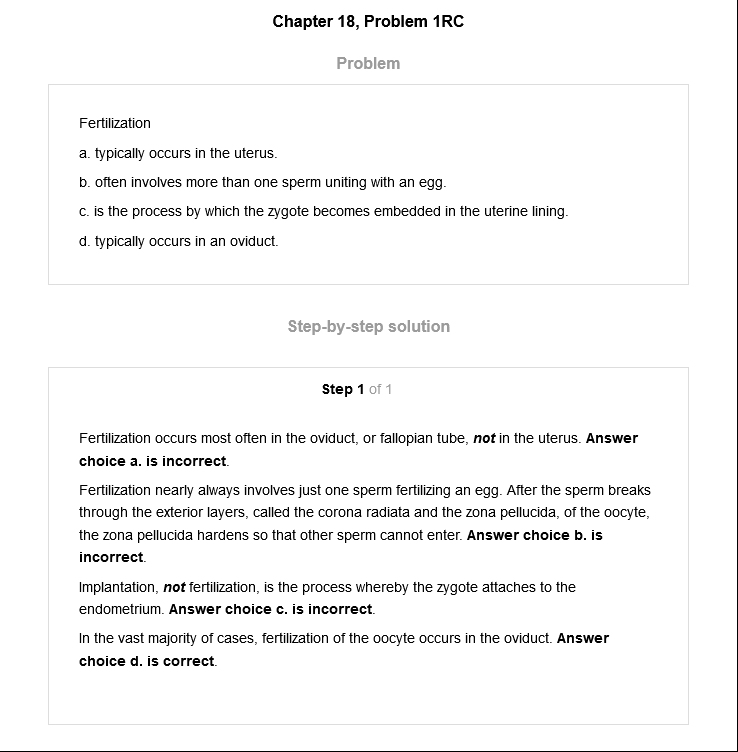 Chapter 18, Problem 1RC
Problem
Fertilization
a. typically occurs in the uterus.
b. often involves more than one sperm uniting with an egg.
c. is the process by which the zygote becomes embedded in the uterine lining.
d. typically occurs in an oviduct.
Step-by-step solution
Step 1 of 1
Fertilization occurs most often in the oviduct, or fallopian tube, not in the uterus. Answer
choice a. is incorrect.
Fertilization nearly always involves just one sperm fertilizing an egg. After the sperm breaks
through the exterior layers, called the corona radiata and the zona pellucida, of the oocyte,
the zona pellucida hardens so that other sperm cannot enter. Answer choice b. is
incorrect.
Implantation, not fertilization, is the process whereby the zygote attaches to the
endometrium. Answer choice c. is incorrect.
In the vast majority of cases, fertilization of the oocyte occurs in the oviduct. Answer
choice d. is correct.